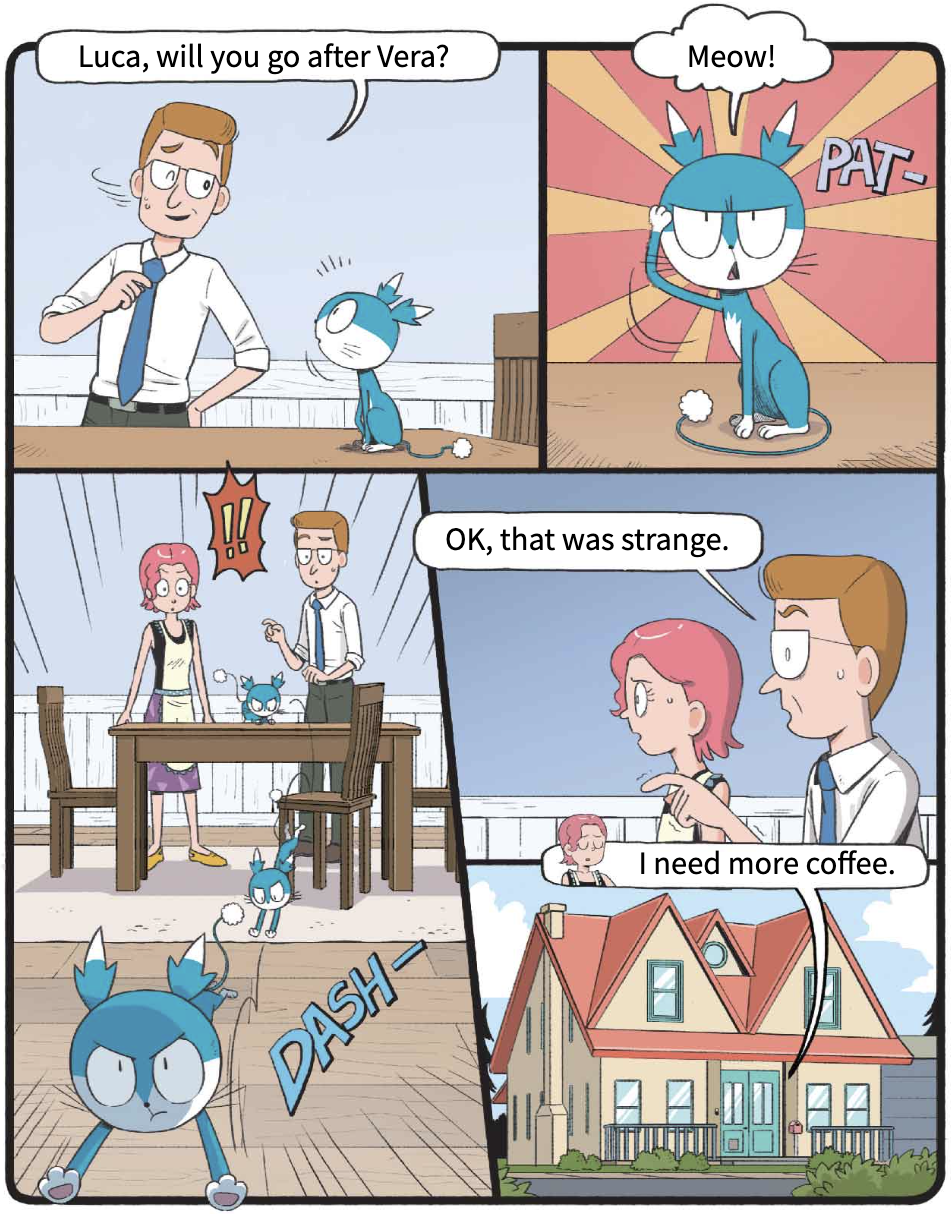 Luca, will you go after Vera?
Meow!
PAT-
!!
OK, that was strange.
DASH-
I need more coffee.